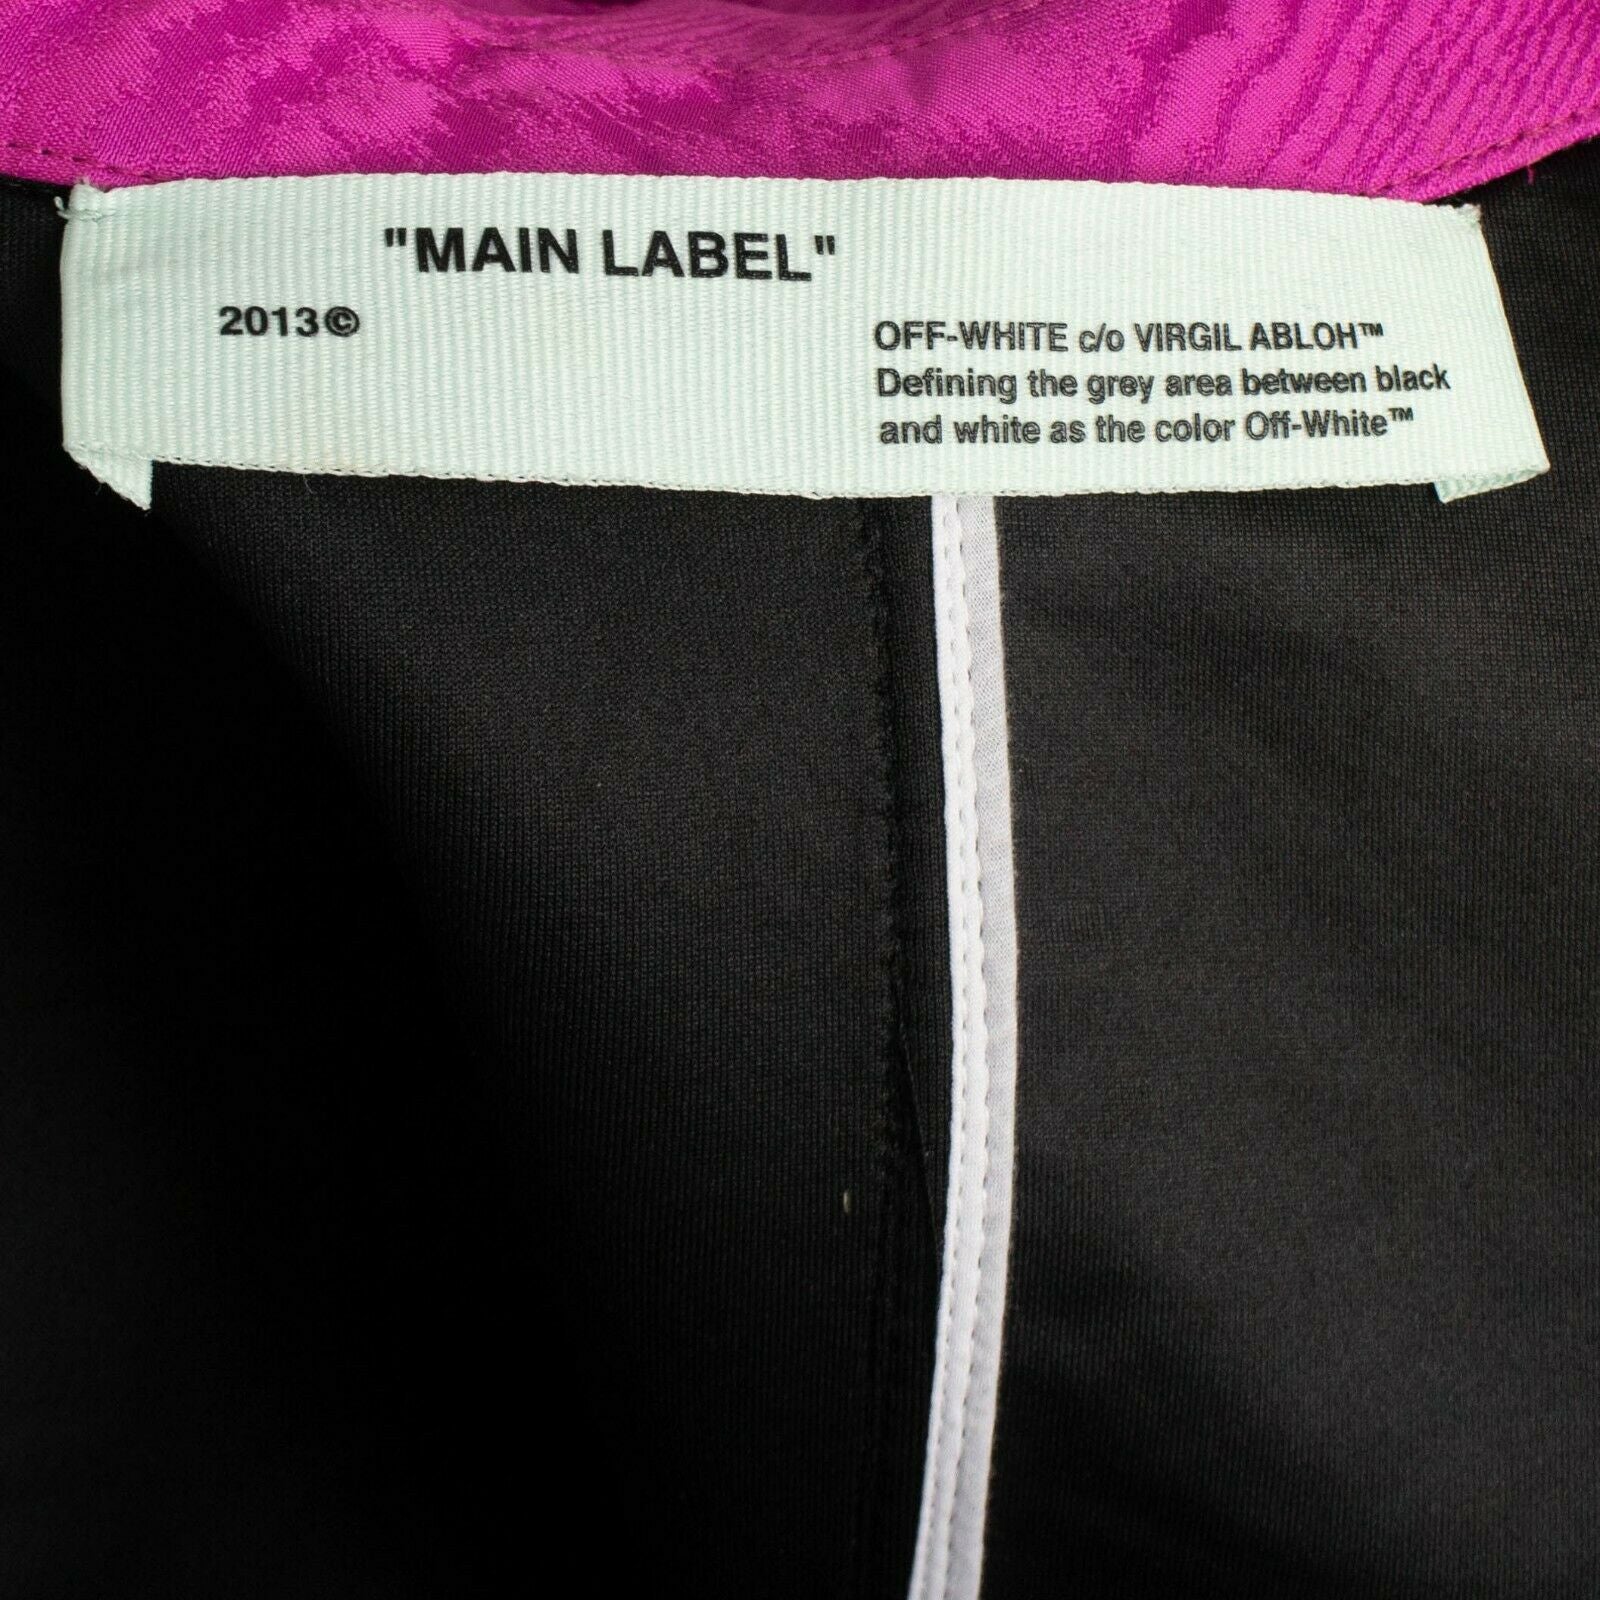 "MAIN LABEL"
2013©
OFF-WHITE c/o VIRGIL ABLOH™
Defining the grey area between black
and white as the color Off-White™